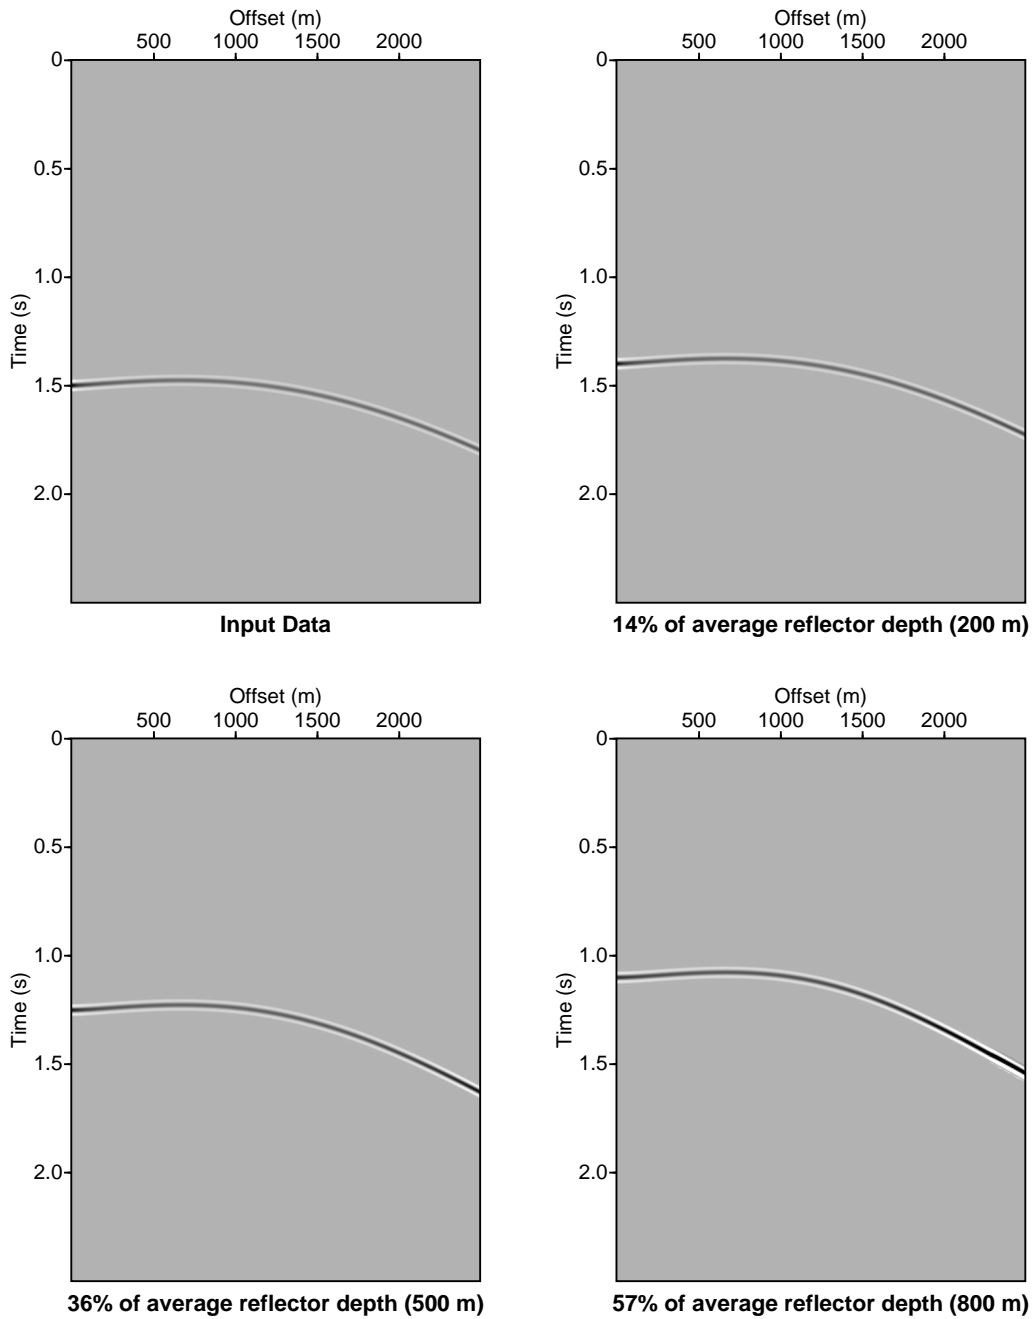 Offset (m)
500 1000 1500 2000
0
0.5
1.0
1.5
2.0
Time (s)
Input Data
Offset (m)
500 1000 1500 2000
0
0.5
1.0
1.5
2.0
Time (s)
14% of average reflector depth (200 m)
Offset (m)
500 1000 1500 2000
0
0.5
1.0
1.5
2.0
Time (s)
36% of average reflector depth (500 m)
Offset (m)
500 1000 1500 2000
0
0.5
1.0
1.5
2.0
Time (s)
57% of average reflector depth (800 m)